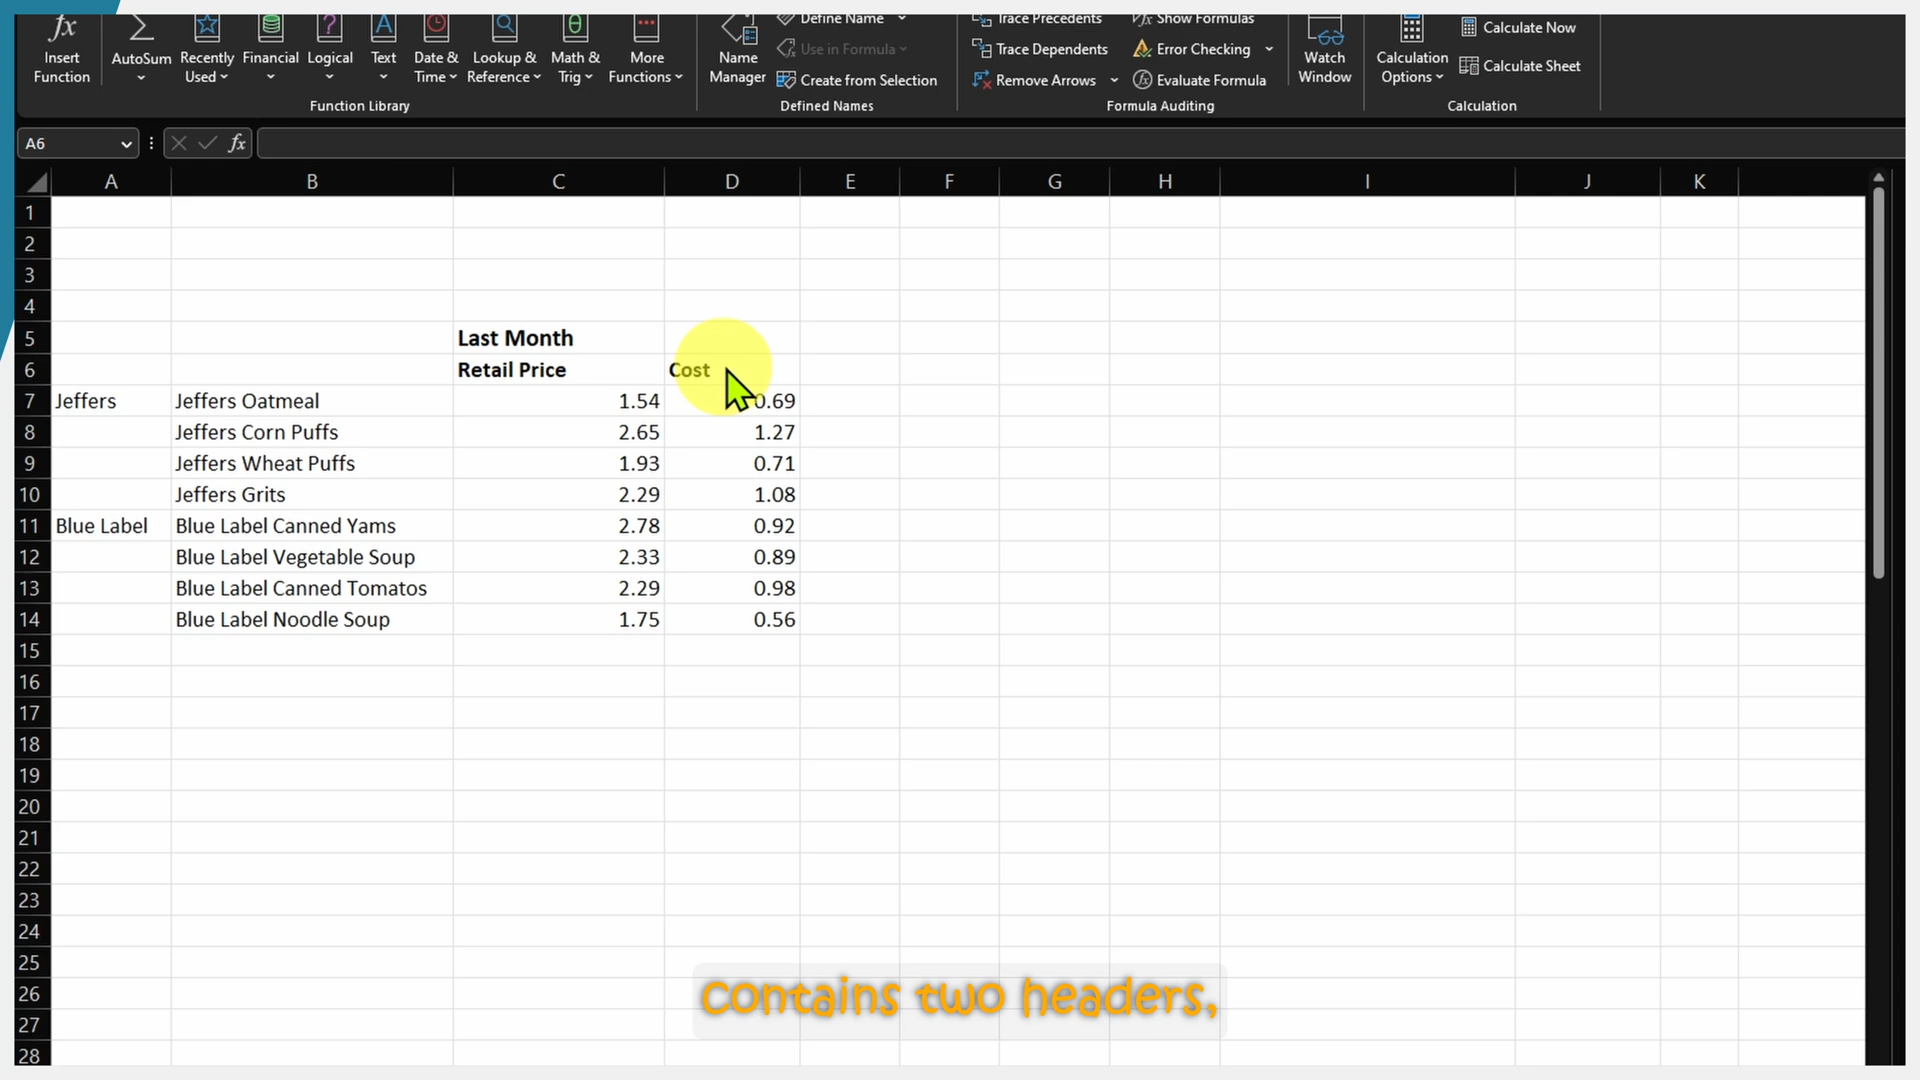 Insert Function
AutoSum
Recently Used
Financial
Logical
Text
Date & Time
Lookup & Reference
Math & Trig
More Functions
Function Library
Name Manager
Define Name
Use in Formula
Create from Selection
Defined Names
Trace Precedents
Trace Dependents
Remove Arrows
Show Formulas
Error Checking
Evaluate Formula
Formula Auditing
Watch Window
Calculation Options
Calculate Now
Calculate Sheet
Calculation
A6 fx
A B C D E F G H I J K
1
2
3
4
5 Last Month
6 Retail Price Cost
7 Jeffers Jeffers Oatmeal 1.54 0.69
8 Jeffers Corn Puffs 2.65 1.27
9 Jeffers Wheat Puffs 1.93 0.71
10 Jeffers Grits 2.29 1.08
11 Blue Label Blue Label Canned Yams 2.78 0.92
12 Blue Label Vegetable Soup 2.33 0.89
13 Blue Label Canned Tomatos 2.29 0.98
14 Blue Label Noodle Soup 1.75 0.56
15
16
17
18
19
20
21
22
23
24
25
26
27
28
contains two headers,